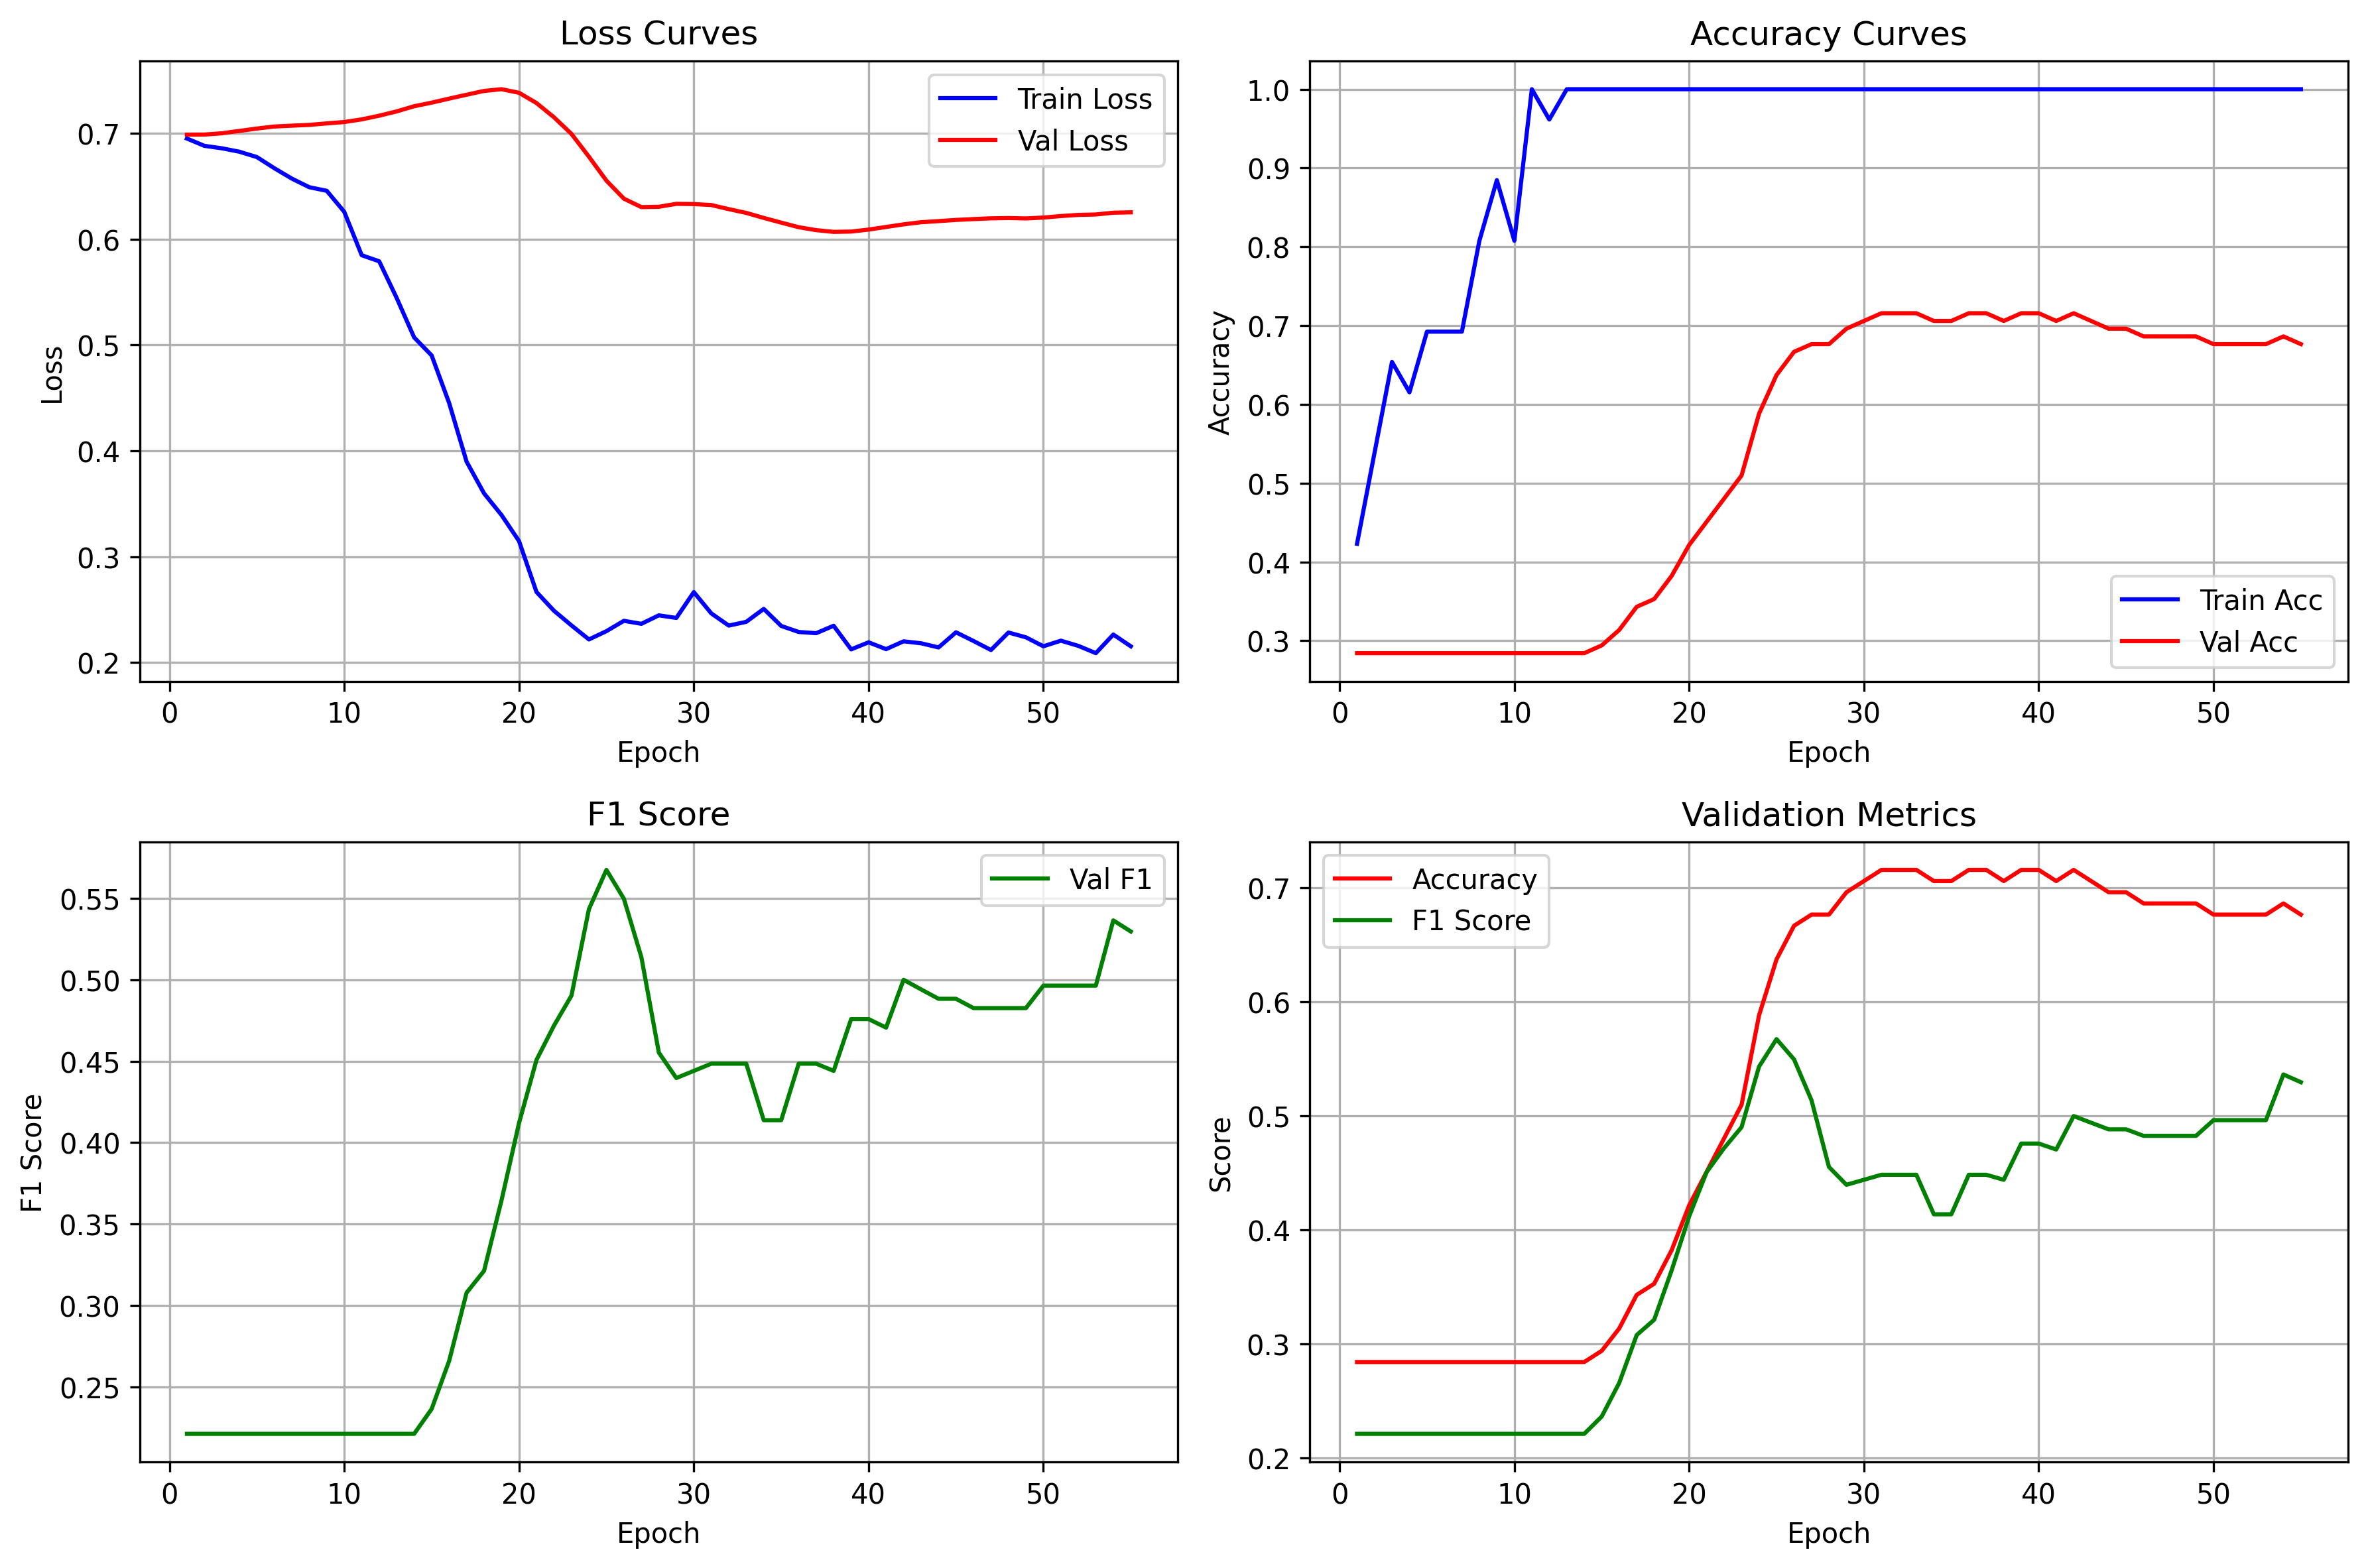 Loss Curves
Train Loss
Val Loss
0.7
0.6
0.5
0.4
0.3
0.2
Loss
0 10 20 30 40 50
Epoch
Accuracy Curves
1.0
0.9
0.8
0.7
0.6
0.5
0.4
0.3
Accuracy
Train Acc
Val Acc
0 10 20 30 40 50
Epoch
F1 Score
Val F1
0.55
0.50
0.45
0.40
0.35
0.30
0.25
F1 Score
0 10 20 30 40 50
Epoch
Validation Metrics
Accuracy
F1 Score
0.7
0.6
0.5
0.4
0.3
0.2
Score
0 10 20 30 40 50
Epoch